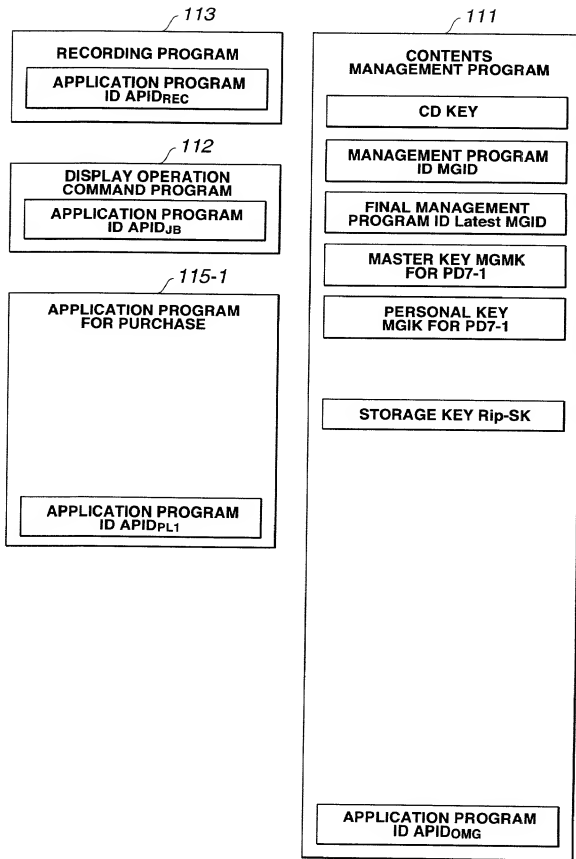 113
RECORDING PROGRAM
APPLICATION PROGRAM
ID APIDREC
112
DISPLAY OPERATION
COMMAND PROGRAM
APPLICATION PROGRAM
ID APIDJB
115-1
APPLICATION PROGRAM
FOR PURCHASE
APPLICATION PROGRAM
ID APIDPL1
111
CONTENTS
MANAGEMENT PROGRAM
CD KEY
MANAGEMENT PROGRAM
ID MGID
FINAL MANAGEMENT
PROGRAM ID Latest MGID
MASTER KEY MGMK
FOR PD7-1
PERSONAL KEY
MGIK FOR PD7-1
STORAGE KEY Rip-SK
APPLICATION PROGRAM
ID APIDOMG